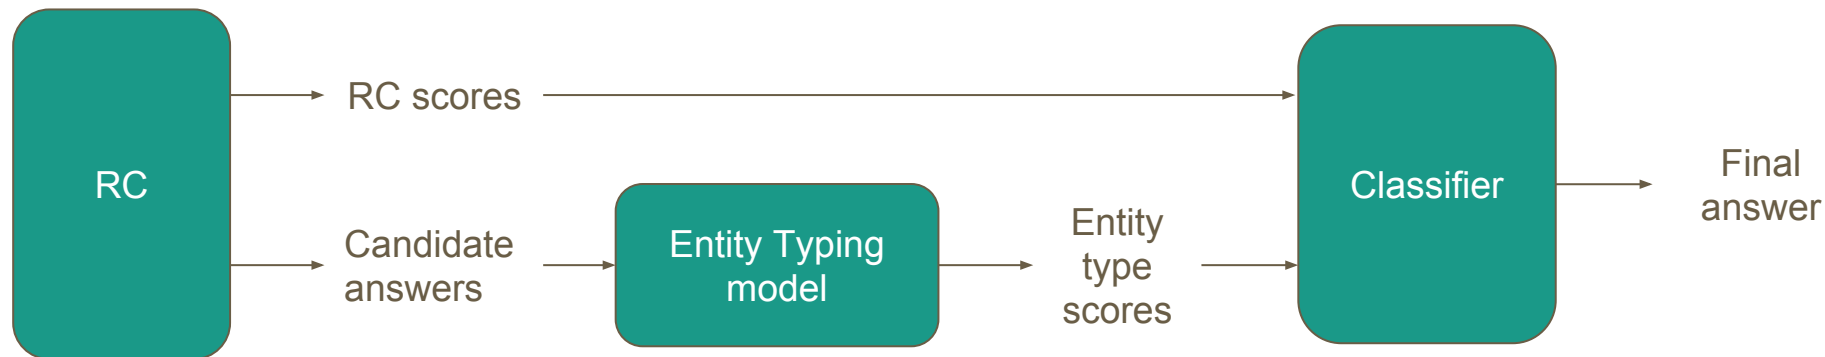 RC
RC scores
Candidate
answers
Entity Typing
model
Entity
type
scores
Classifier
Final
answer